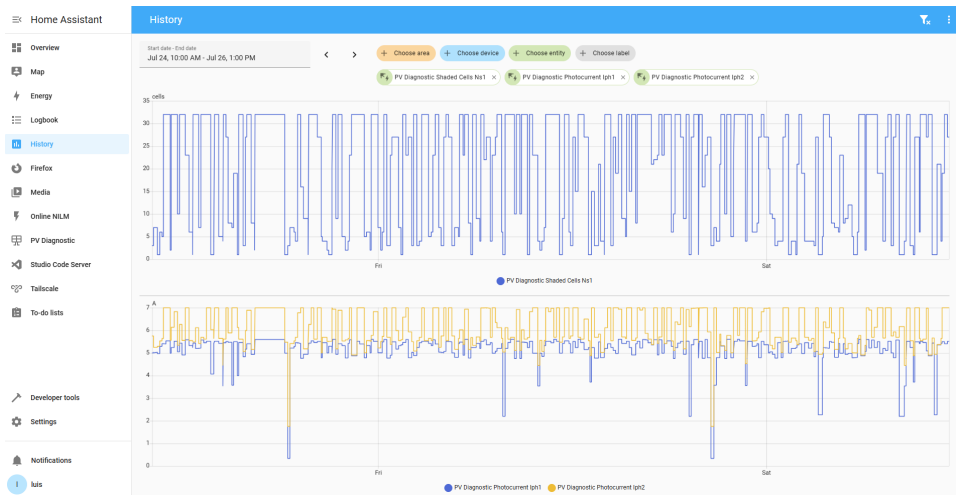 Home Assistant
History
Overview
Map
Energy
Logbook
History
Firefox
Media
Online NILM
PV Diagnostic
Studio Code Server
Tailscale
To-do lists
Developer tools
Settings
Notifications
l luis
Start date - End date
Jul 24, 10:00 AM - Jul 26, 1:00 PM
+ Choose area + Choose device + Choose entity + Choose label
PV Diagnostic Shaded Cells Ns1 × PV Diagnostic Photocurrent Iph1 × PV Diagnostic Photocurrent Iph2 ×
cells
35
30
25
20
15
10
5
0
Fri Sat
PV Diagnostic Shaded Cells Ns1
A
7
6
5
4
3
2
1
0
Fri Sat
PV Diagnostic Photocurrent Iph1 PV Diagnostic Photocurrent Iph2